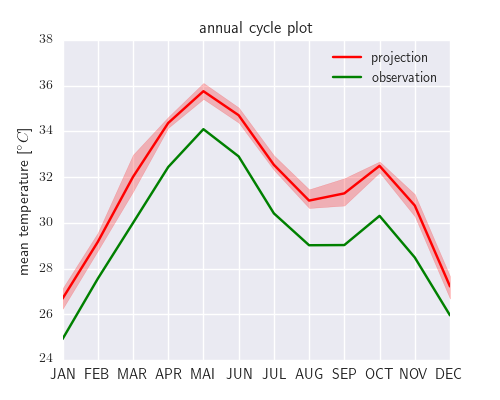 annual cycle plot
projection
observation
mean temperature [°C]
38
36
34
32
30
28
26
24
JAN FEB MAR APR MAI JUN JUL AUG SEP OCT NOV DEC